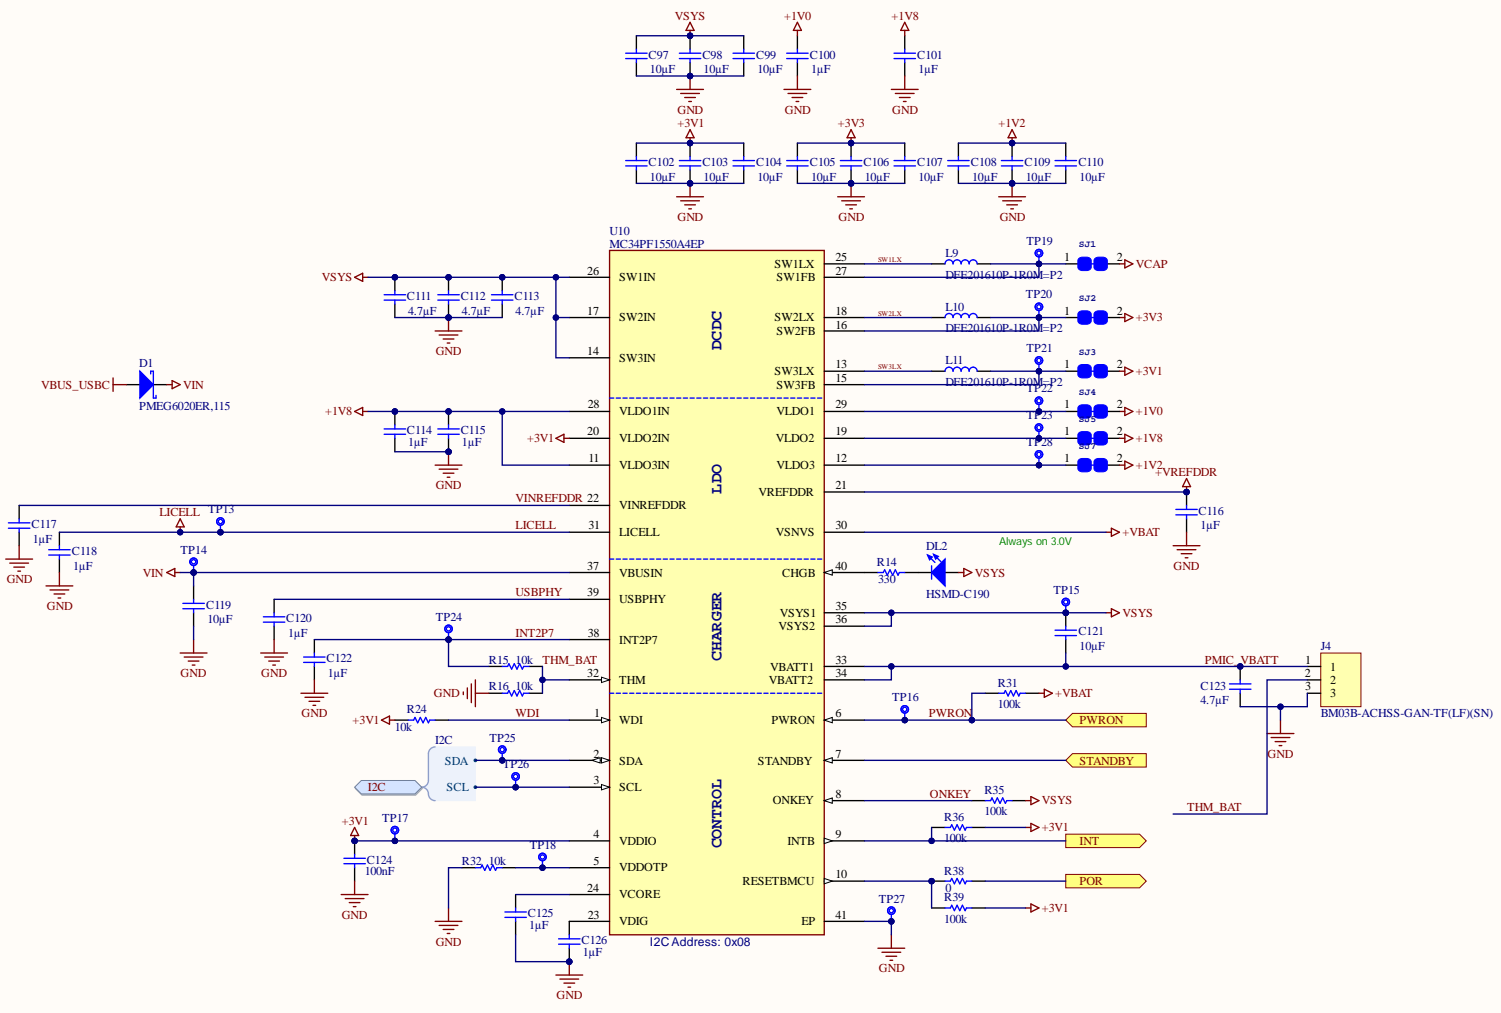 VSYS +1V0 +1V8
C97 C98 C99 C100 C101
10µF 10µF 10µF 1µF 1µF
GND GND GND
+3V1 +3V3 +1V2
C102 C103 C104 C105 C106 C107 C108 C109 C110
10µF 10µF 10µF 10µF 10µF 10µF 10µF 10µF 10µF
GND GND GND
U10
MC34PF1550A4EP
VSYS
C111 C112 C113
4.7µF 4.7µF 4.7µF
GND
26 SW1IN
17 SW2IN
14 SW3IN
DCDC
SW1LX 25 SW1LX L9 TP19 SJ1 1 2 VCAP
SW1FB 27 DFE201610P-1R0M=P2
SW2LX 18 SW2LX L10 TP20 SJ2 1 2 +3V3
SW2FB 16 DFE201610P-1R0M=P2
SW3LX 13 SW3LX L11 TP21 SJ3 1 2 +3V1
SW3FB 15 DFE201610P-1R0M=P2
D1
VBUS_USBC VIN
PMEG6020ER,115
+1V8
C114 C115
1µF 1µF
GND
28 VLDO1IN
+3V1 20 VLDO2IN
11 VLDO3IN
LDO
VLDO1 29 TP22 SJ4 1 2 +1V0
VLDO2 19 TP23 1 2 +1V8
VLDO3 12 TP28 1 2 +1V2
VREFDDR 21 +VREFDDR
C116
1µF
GND
VINREFDDR 22 VINREFDDR
C117
1µF
GND
LICELL TP13 LICELL 31 LICELL
C118
1µF
GND
VSNVS 30 +VBAT
Always on 3.0V
VIN TP14 37 VBUSIN
C119
10µF
GND
USBPHY 39 USBPHY
C120
1µF
GND
TP24 INT2P7 38 INT2P7
C122
1µF
GND
R15 10k THM_BAT
GND R16 10k 32 THM
CHARGER
CHGB 40 R14 330 DL2 VSYS
HSMD-C190
VSYS1 35 TP15 VSYS
VSYS2 36
C121
10µF
VBATT1 33 PMIC_VBATT
VBATT2 34
C123
4.7µF
GND
J4
1 1
2 2
3 3
BM03B-ACHSS-GAN-TF(LF)(SN)
THM_BAT
+3V1 R24 10k WDI 1 WDI
I2C
I2C SDA TP25 2 SDA
SCL TP26 3 SCL
+3V1 TP17 4 VDDIO
C124
100nF
GND
R32 10k TP18 5 VDDOTP
GND
24 VCORE
C125
1µF
23 VDIG
C126
1µF
GND
CONTROL
PWRON 6 TP16 PWRON R31 100k +VBAT
PWRON
STANDBY 7 STANDBY
ONKEY 8 ONKEY R35 100k VSYS
R36 100k +3V1
INTB 9 INT
RESETBMCU 10 R38 0 POR
R39 100k +3V1
EP 41 TP27
GND
I2C Address: 0x08